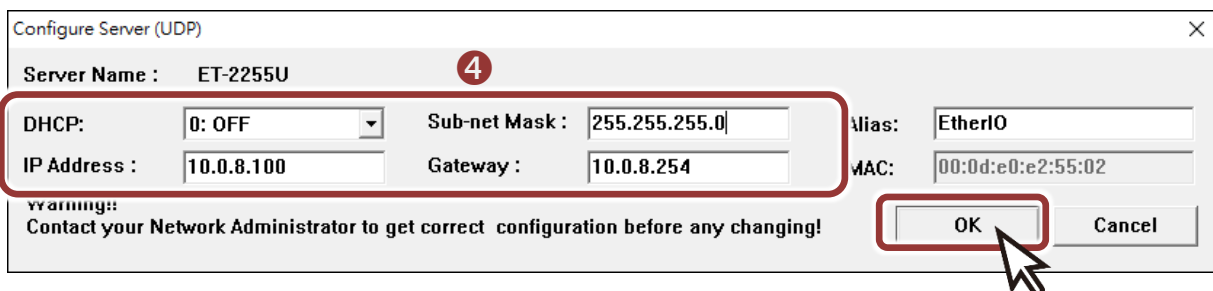 Configure Server (UDP)
Server Name : ET-2255U
4
DHCP: 0: OFF Sub-net Mask : 255.255.255.0 Alias: EtherIO
IP Address : 10.0.8.100 Gateway : 10.0.8.254 MAC: 00:0d:e0:e2:55:02
Warning!!
Contact your Network Administrator to get correct configuration before any changing!
OK Cancel